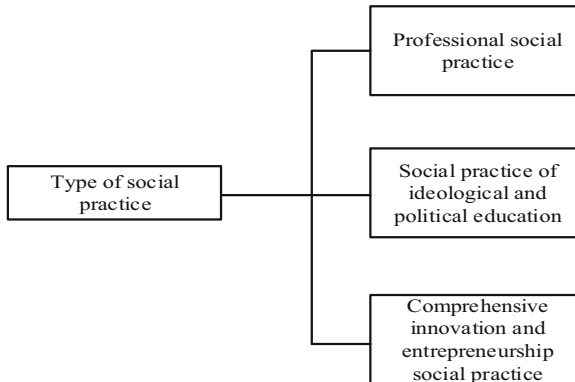 Professional social
practice
Type of social
practice
Social practice of
ideological and
political education
Comprehensive
innovation and
entrepreneurship
social practice